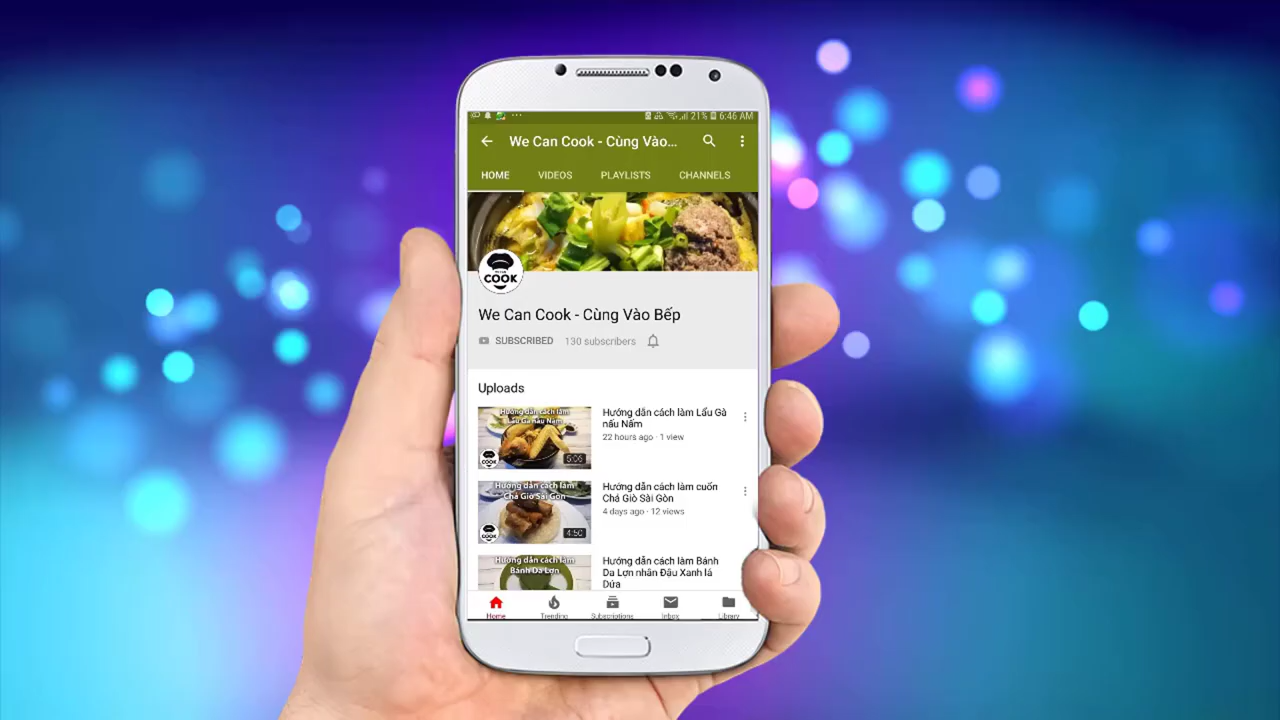 21% 6:46 AM
We Can Cook - Cùng Vào...
HOME VIDEOS PLAYLISTS CHANNELS
COOK
We Can Cook - Cùng Vào Bếp
SUBSCRIBED 130 subscribers
Uploads
Hướng dẫn cách làm
Lẩu Gà nấu Nấm
COOK
5:06
Hướng dẫn cách làm Lẩu Gà
nấu Nấm
22 hours ago · 1 view
Hướng dẫn cách làm
Chả Giò Sài Gòn
COOK
4:50
Hướng dẫn cách làm cuốn
Chả Giò Sài Gòn
4 days ago · 12 views
Hướng dẫn cách làm
Bánh Da Lợn
Hướng dẫn cách làm Bánh
Da Lợn nhân Đậu Xanh lá
Dứa
Home Trending Subscriptions Inbox Library